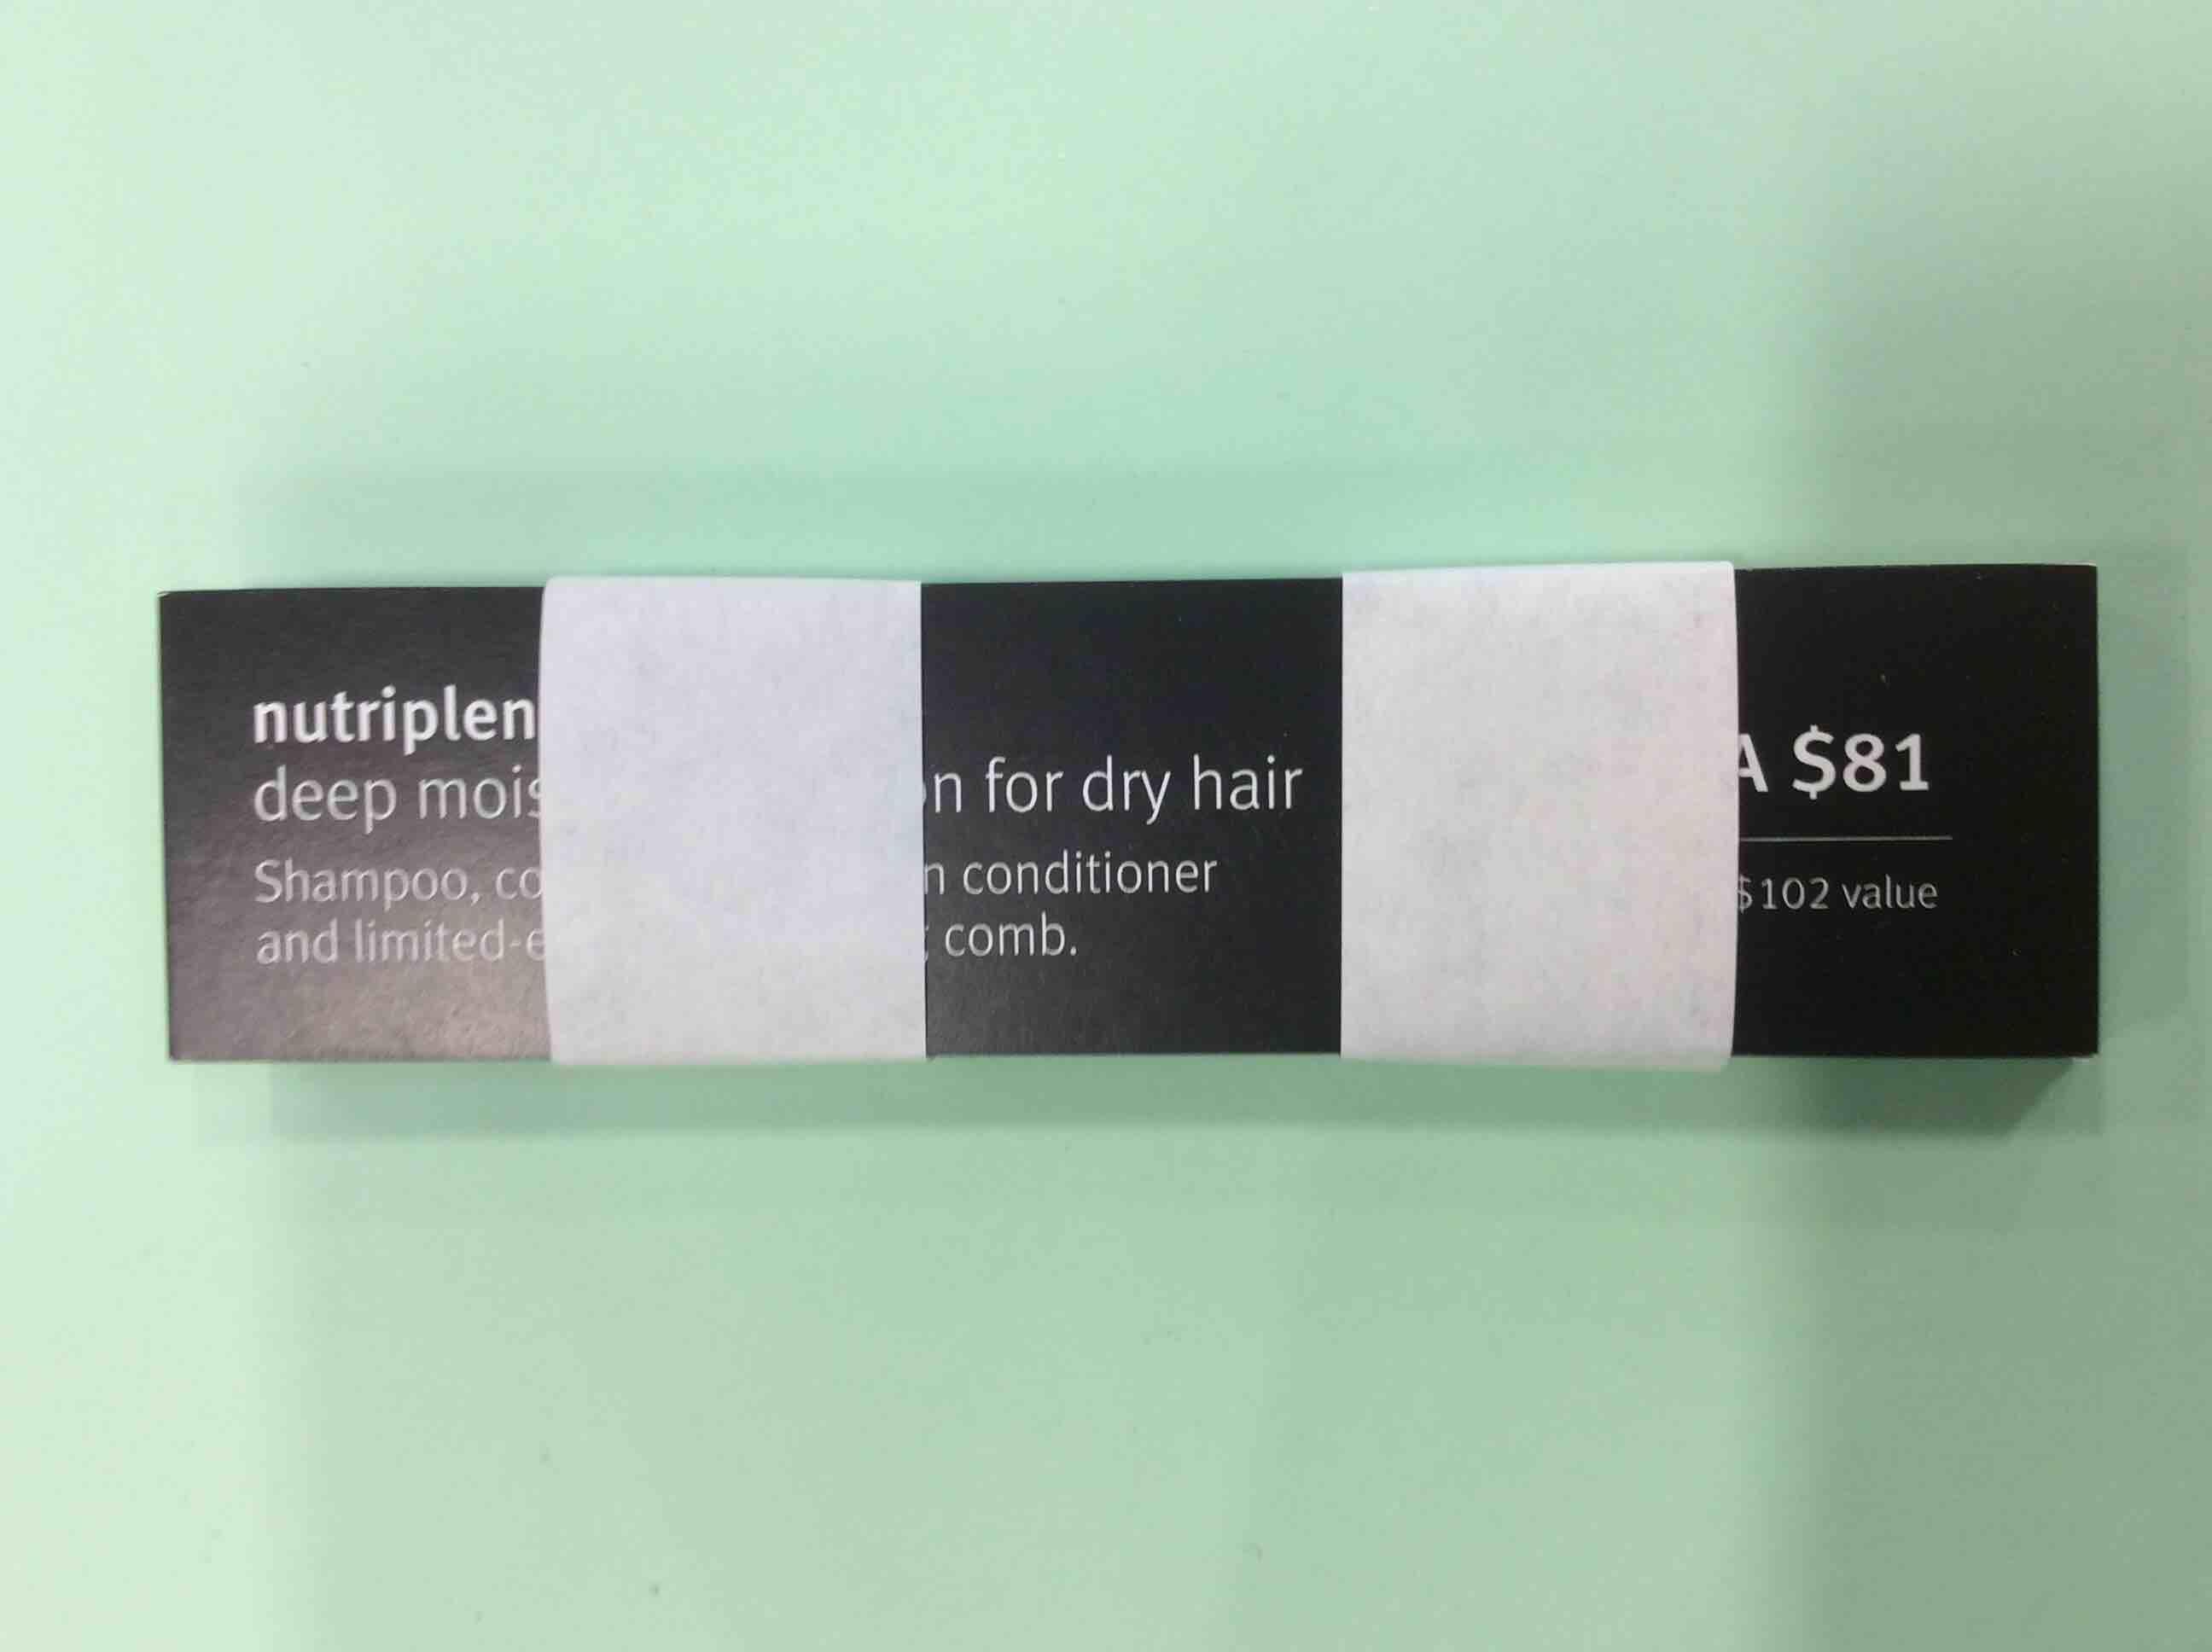 nutriplen
deep mois n for dry hair
Shampoo, co n conditioner
and limited-e comb.
A $81
$102 value